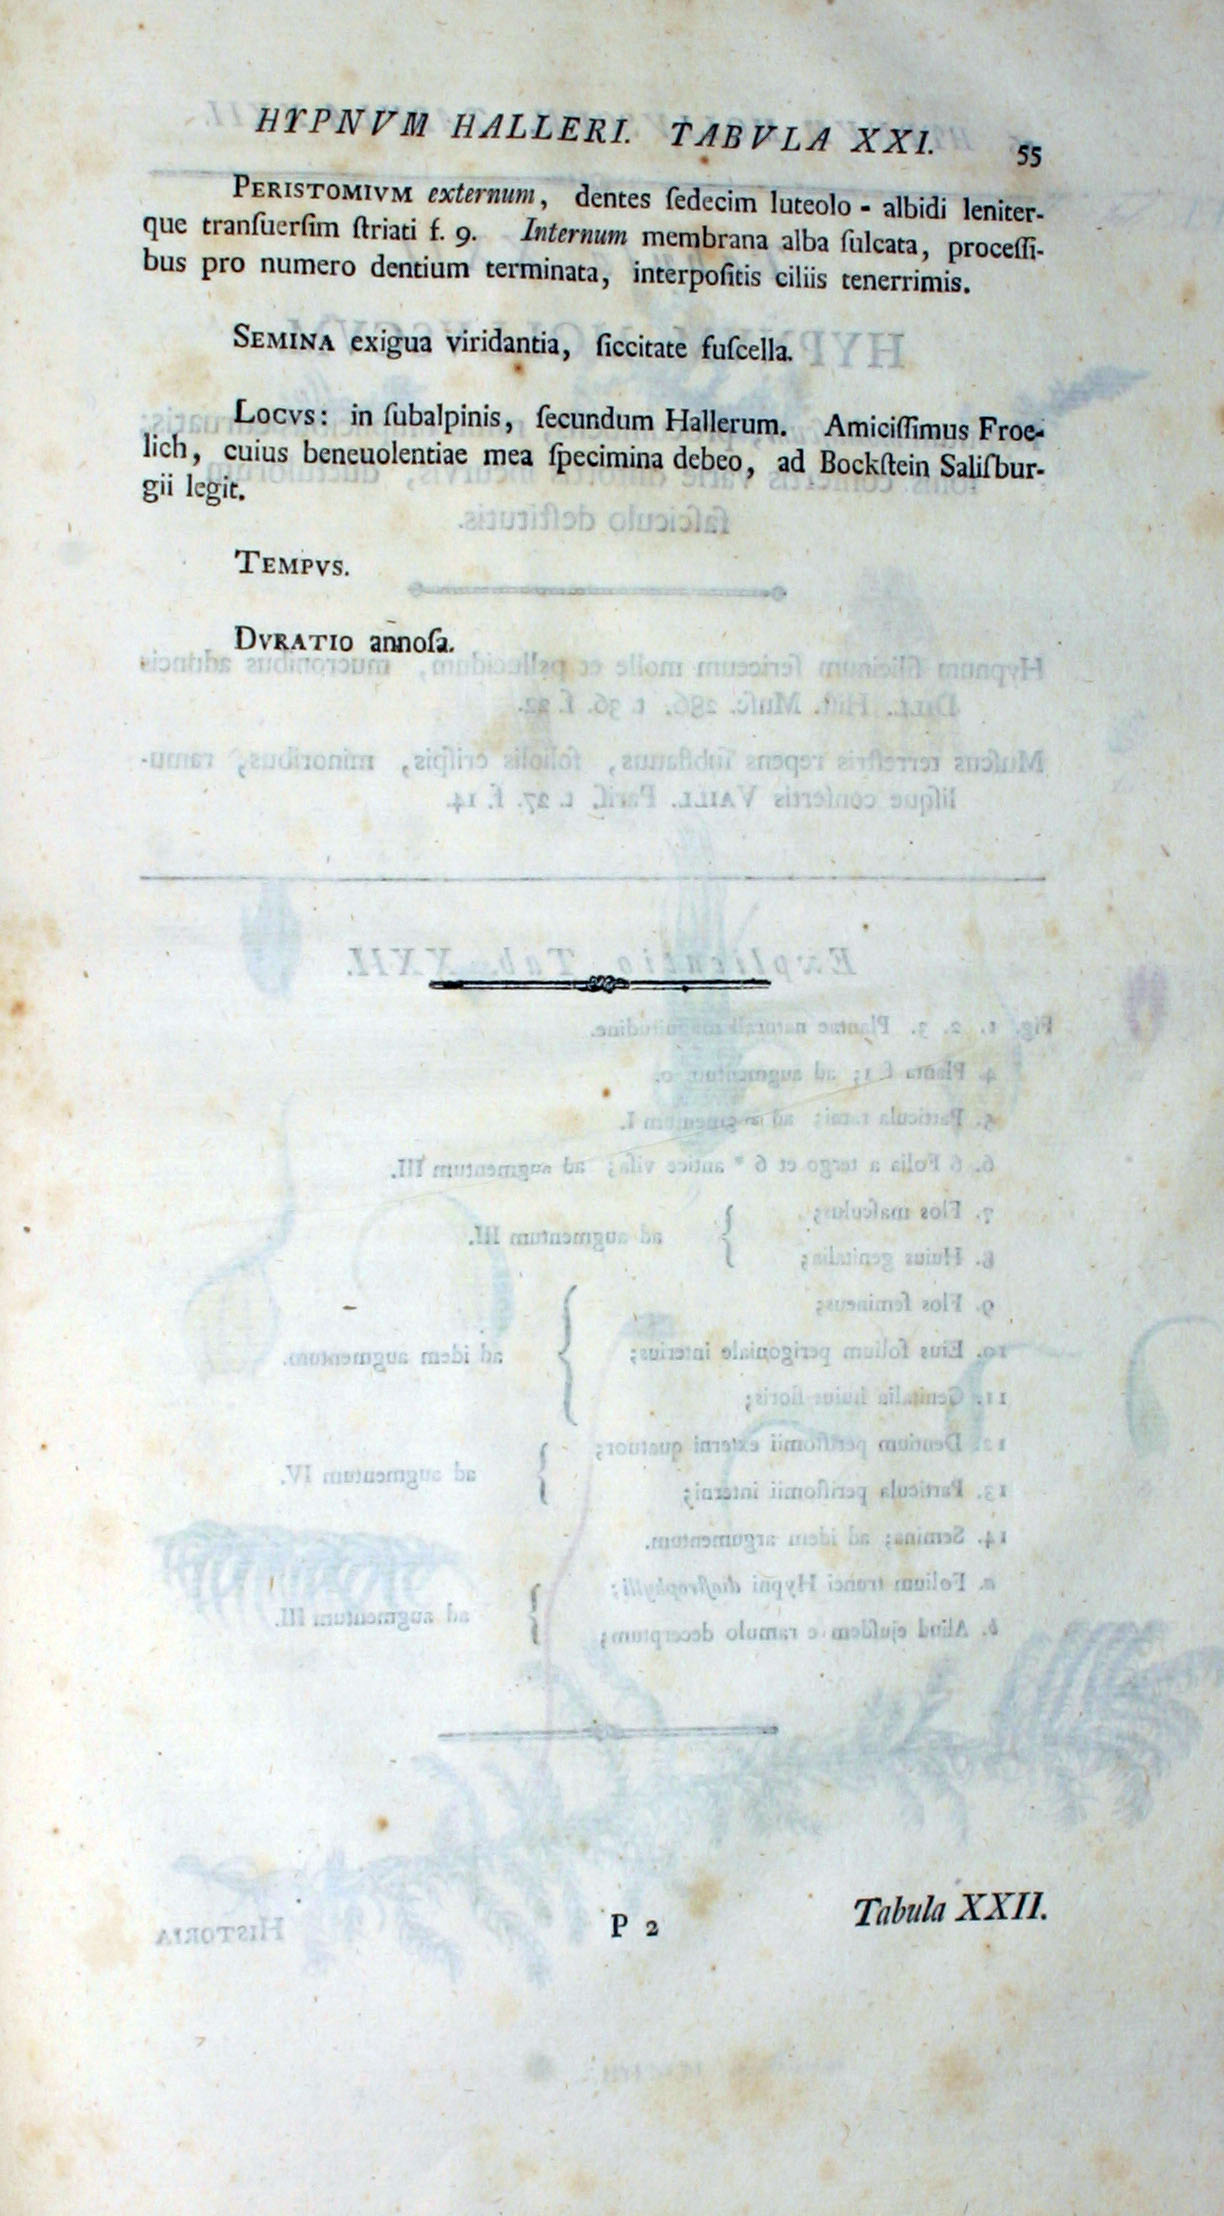 HYPNVM HALLERI. TABVLA XXI. 55
PERISTOMIVM externum, dentes ſedecim luteolo - albidi leniter-
que tranſuerſim ſtriati f. 9. Internum membrana alba ſulcata, proceſſi-
bus pro numero dentium terminata, interpoſitis ciliis tenerrimis.
SEMINA exigua viridantia, ſiccitate fuſcella.
LOCVS: in ſubalpinis, ſecundum Hallerum. Amiciſſimus Froe-
lich, cuius beneuolentiae mea ſpecimina debeo, ad Bockſtein Saliſbur-
gii legit.
TEMPVS.
DVRATIO annoſa.
P 2
Tabula XXII.